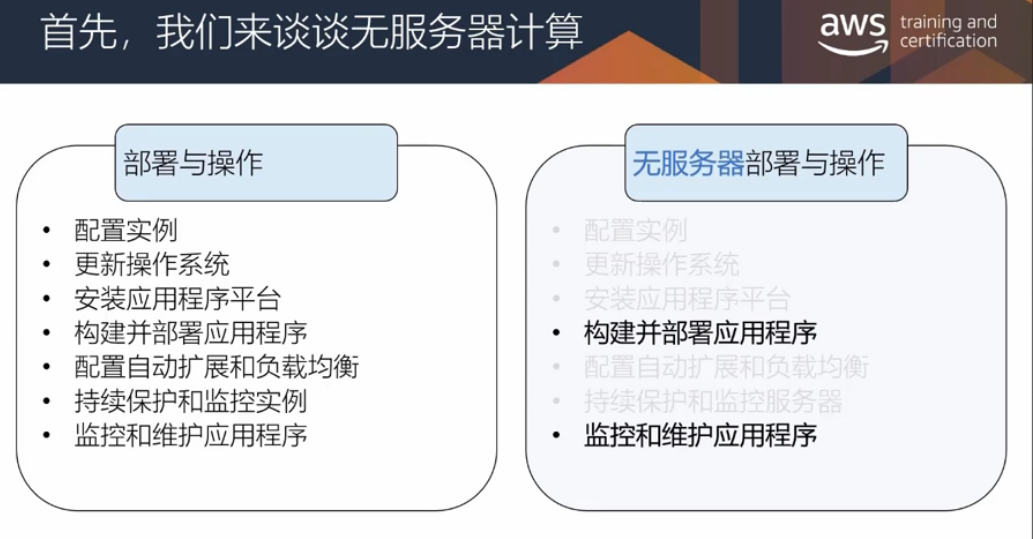 首先，我们来谈谈无服务器计算
aws training and
certification
部署与操作
• 配置实例
• 更新操作系统
• 安装应用程序平台
• 构建并部署应用程序
• 配置自动扩展和负载均衡
• 持续保护和监控实例
• 监控和维护应用程序
无服务器部署与操作
• 配置实例
• 更新操作系统
• 安装应用程序平台
• 构建并部署应用程序
• 配置自动扩展和负载均衡
• 持续保护和监控服务器
• 监控和维护应用程序